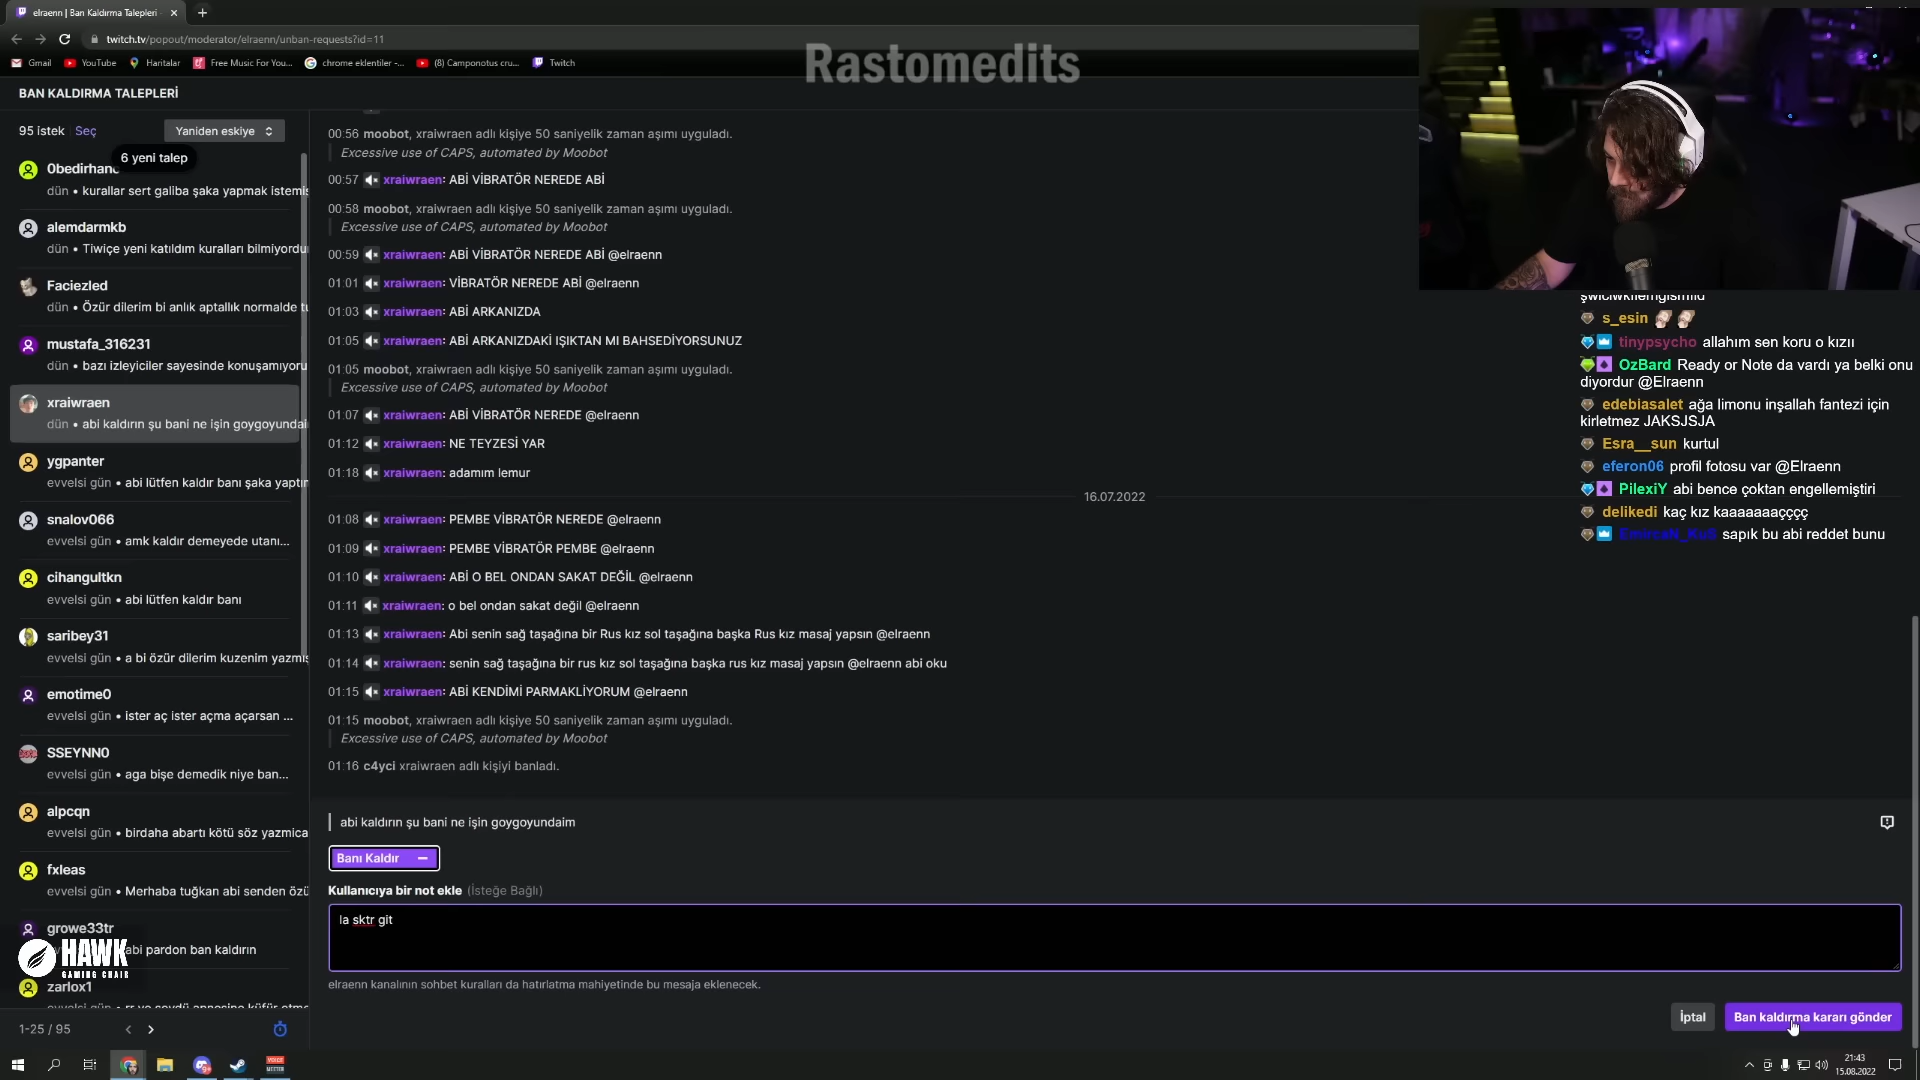 elraenn | Ban Kaldırma Talepleri
twitch.tv/popout/moderator/elraenn/unban-requests?id=11
Gmail
YouTube
Haritalar
Free Music For You...
chrome eklentiler -...
(8) Camponotus cru...
Twitch
Rastomedits
BAN KALDIRMA TALEPLERİ
95 istek
Seç
Yaniden eskiye
6 yeni talep
0bedirhan
dün • kurallar sert galiba şaka yapmak istemiş
alemdarmkb
dün • Tiwiçe yeni katıldım kuralları bilmiyordu
Faciezled
dün • Özür dilerim bi anlık aptallık normalde tu
mustafa_316231
dün • bazı izleyiciler sayesinde konuşamıyoru
xraiwraen
dün • abi kaldırın şu bani ne işin goygoyundai
ygpanter
evvelsi gün • abi lütfen kaldır banı şaka yaptın
snalov066
evvelsi gün • amk kaldır demeyede utanı...
cihangultkn
evvelsi gün • abi lütfen kaldır banı
saribey31
evvelsi gün • a bi özür dilerim kuzenim yazmış
emotime0
evvelsi gün • ister aç ister açma açarsan ...
SSEYNN0
evvelsi gün • aga bişe demedik niye ban...
alpcqn
evvelsi gün • birdaha abartı kötü söz yazmica
fxleas
evvelsi gün • Merhaba tuğkan abi senden özü
growe33tr
abi pardon ban kaldırın
HAWK
GAMING CHAIR
zarlox1
1-25 / 95
00:56 moobot, xraiwraen adlı kişiye 50 saniyelik zaman aşımı uyguladı.
Excessive use of CAPS, automated by Moobot
00:57 xraiwraen: ABİ VİBRATÖR NEREDE ABİ
00:58 moobot, xraiwraen adlı kişiye 50 saniyelik zaman aşımı uyguladı.
Excessive use of CAPS, automated by Moobot
00:59 xraiwraen: ABİ VİBRATÖR NEREDE ABİ @elraenn
01:01 xraiwraen: VİBRATÖR NEREDE ABİ @elraenn
01:03 xraiwraen: ABİ ARKANIZDA
01:05 xraiwraen: ABİ ARKANIZDAKİ IŞIKTAN MI BAHSEDİYORSUNUZ
01:05 moobot, xraiwraen adlı kişiye 50 saniyelik zaman aşımı uyguladı.
Excessive use of CAPS, automated by Moobot
01:07 xraiwraen: ABİ VİBRATÖR NEREDE @elraenn
01:12 xraiwraen: NE TEYZESİ YAR
01:18 xraiwraen: adamım lemur
16.07.2022
01:08 xraiwraen: PEMBE VİBRATÖR NEREDE @elraenn
01:09 xraiwraen: PEMBE VİBRATÖR PEMBE @elraenn
01:10 xraiwraen: ABİ O BEL ONDAN SAKAT DEĞİL @elraenn
01:11 xraiwraen: o bel ondan sakat değil @elraenn
01:13 xraiwraen: Abi senin sağ taşağına bir Rus kız sol taşağına başka Rus kız masaj yapsın @elraenn
01:14 xraiwraen: senin sağ taşağına bir rus kız sol taşağına başka rus kız masaj yapsın @elraenn abi oku
01:15 xraiwraen: ABİ KENDİMİ PARMAKLİYORUM @elraenn
01:15 moobot, xraiwraen adlı kişiye 50 saniyelik zaman aşımı uyguladı.
Excessive use of CAPS, automated by Moobot
01:16 c4yci xraiwraen adlı kişiyi banladı.
abi kaldırın şu bani ne işin goygoyundaim
Banı Kaldır
Kullanıcıya bir not ekle (İsteğe Bağlı)
la sktr git
elraenn kanalının sohbet kuralları da hatırlatma mahiyetinde bu mesaja eklenecek.
İptal
Ban kaldırma kararı gönder
s_esin
tinypsycho allahım sen koru o kızıı
OzBard Ready or Note da vardı ya belki onu
diyordur @Elraenn
edebiasalet ağa limonu inşallah fantezi için
kirletmez JAKSJSJA
Esra__sun kurtul
eferon06 profil fotosu var @Elraenn
PilexiY abi bence çoktan engellemiştiri
delikedi kaç kız kaaaaaaaçççç
EmircaN_KuS sapık bu abi reddet bunu
VOICE
MEETER
21:43
15.08.2022